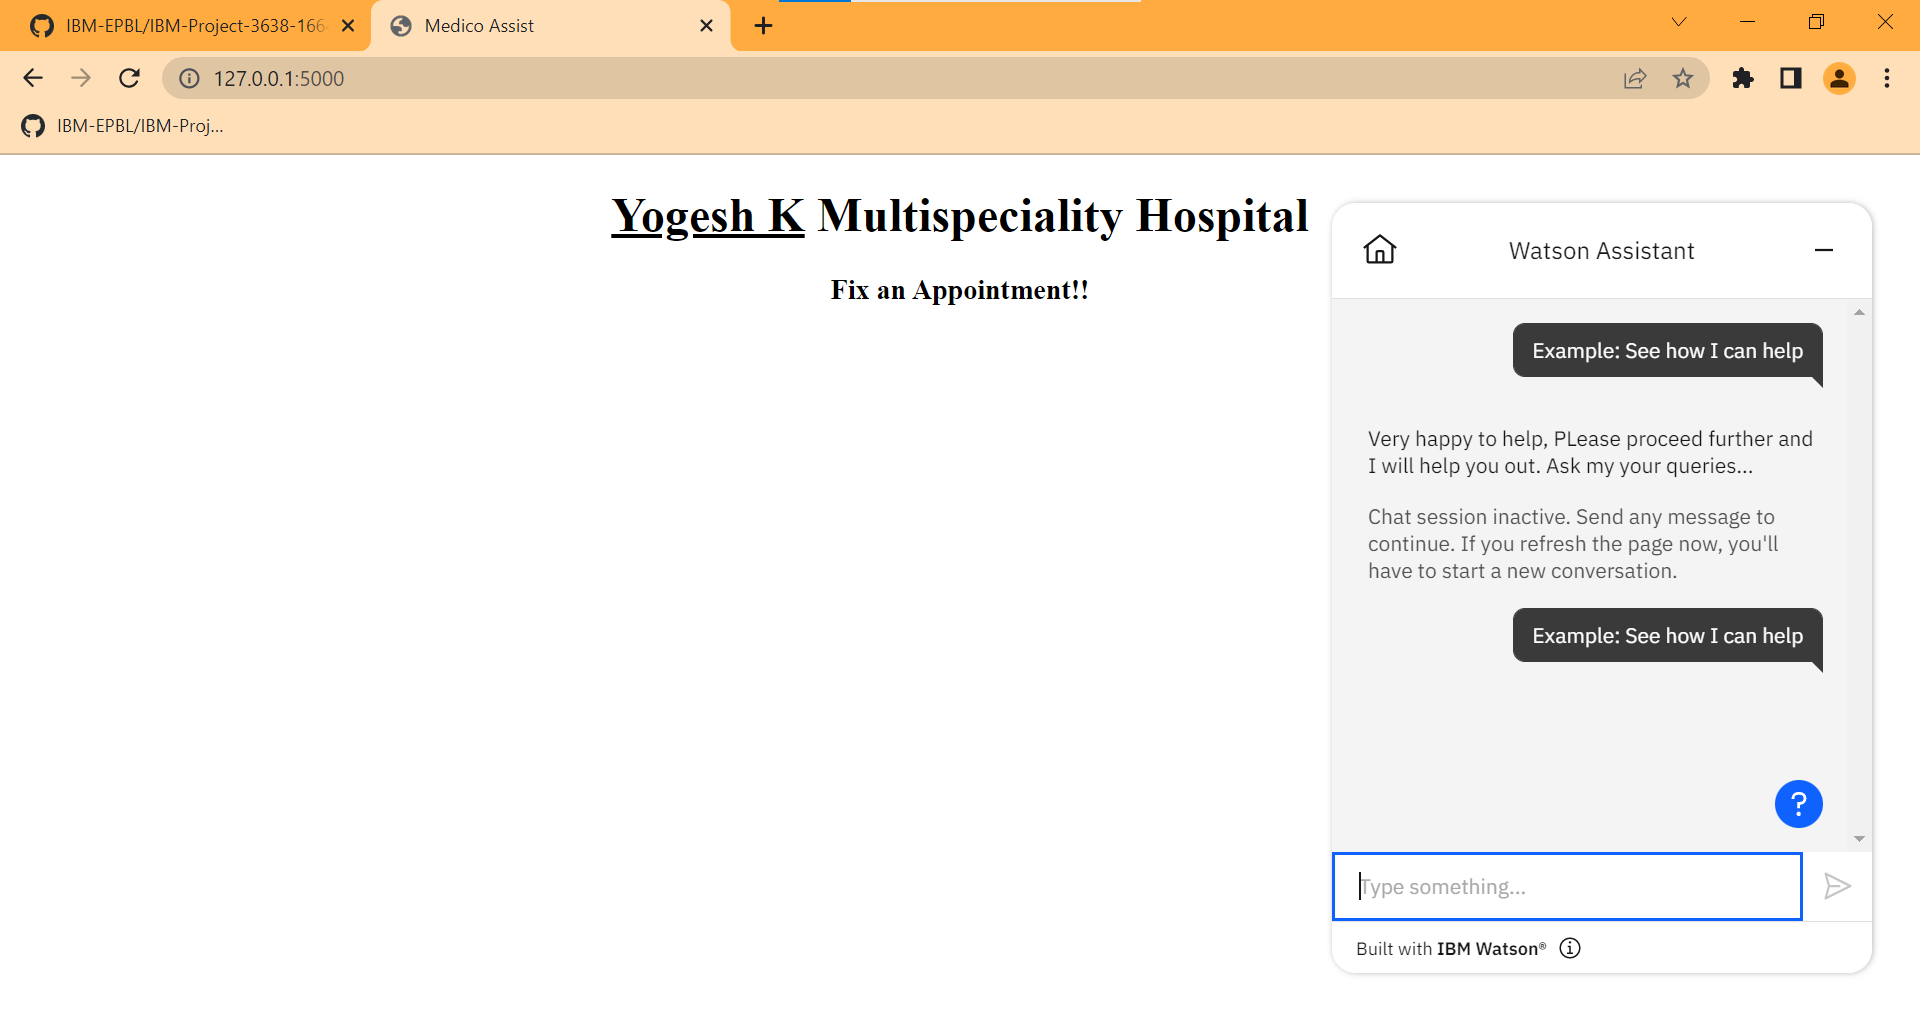 IBM-EPBL/IBM-Project-3638-166
Medico Assist
127.0.0.1:5000
IBM-EPBL/IBM-Proj...
Yogesh K Multispeciality Hospital
Fix an Appointment!!
Watson Assistant
Example: See how I can help
Very happy to help, PLease proceed further and
I will help you out. Ask my your queries...
Chat session inactive. Send any message to
continue. If you refresh the page now, you'll
have to start a new conversation.
Example: See how I can help
?
Type something...
Built with IBM Watson®